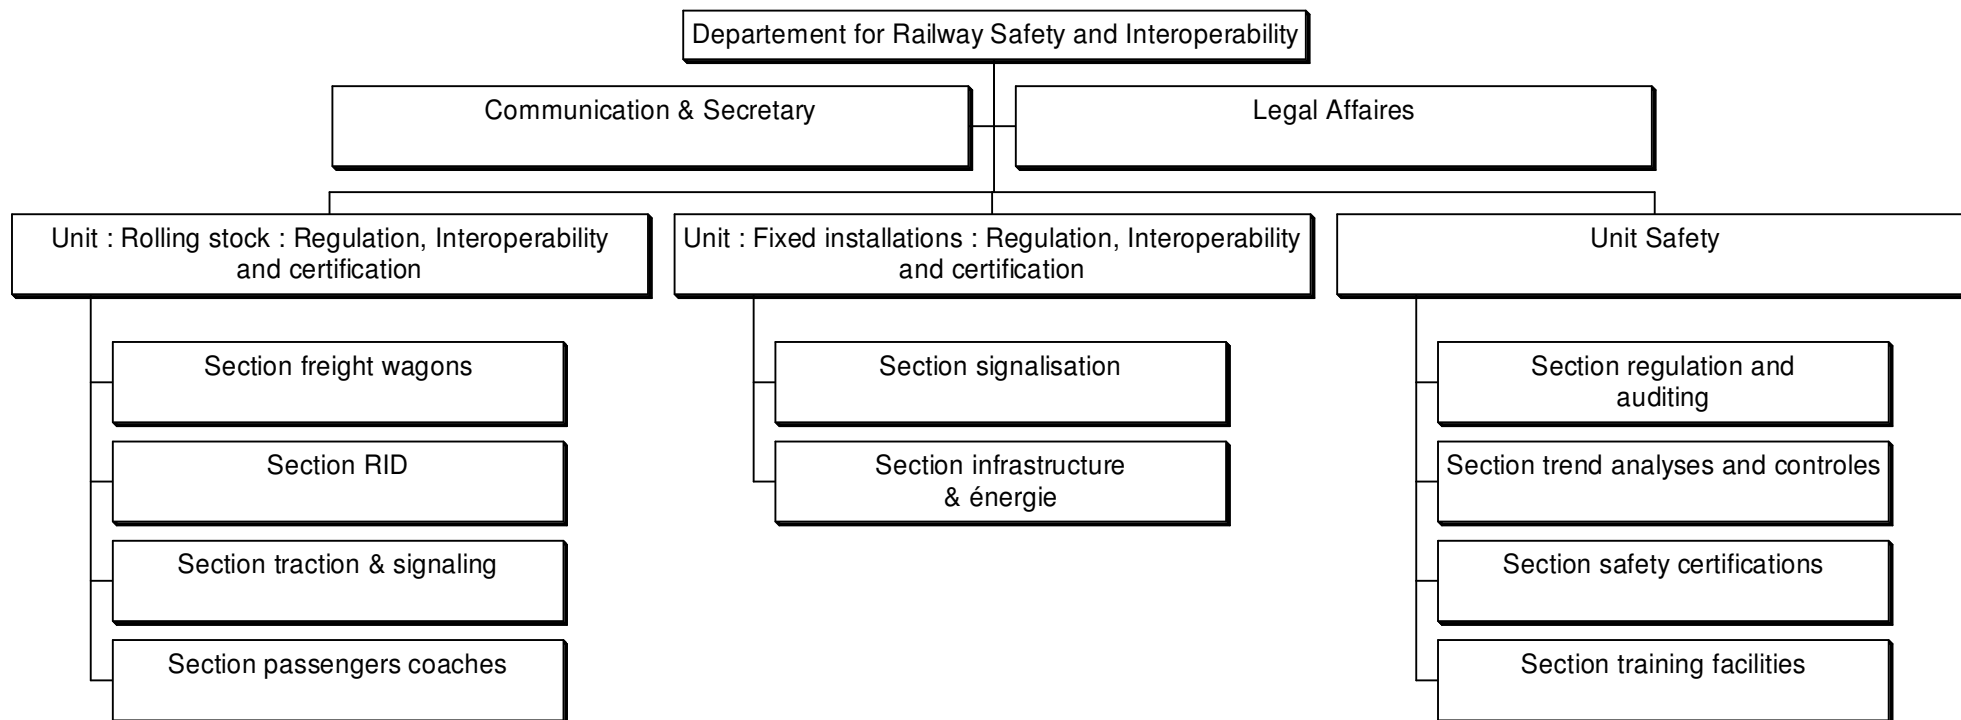 Departement for Railway Safety and Interoperability
Communication & Secretary
Legal Affaires
Unit : Rolling stock : Regulation, Interoperability
and certification
Unit : Fixed installations : Regulation, Interoperability
and certification
Unit Safety
Section freight wagons
Section RID
Section traction & signaling
Section passengers coaches
Section signalisation
Section infrastructure
& énergie
Section regulation and
auditing
Section trend analyses and controles
Section safety certifications
Section training facilities